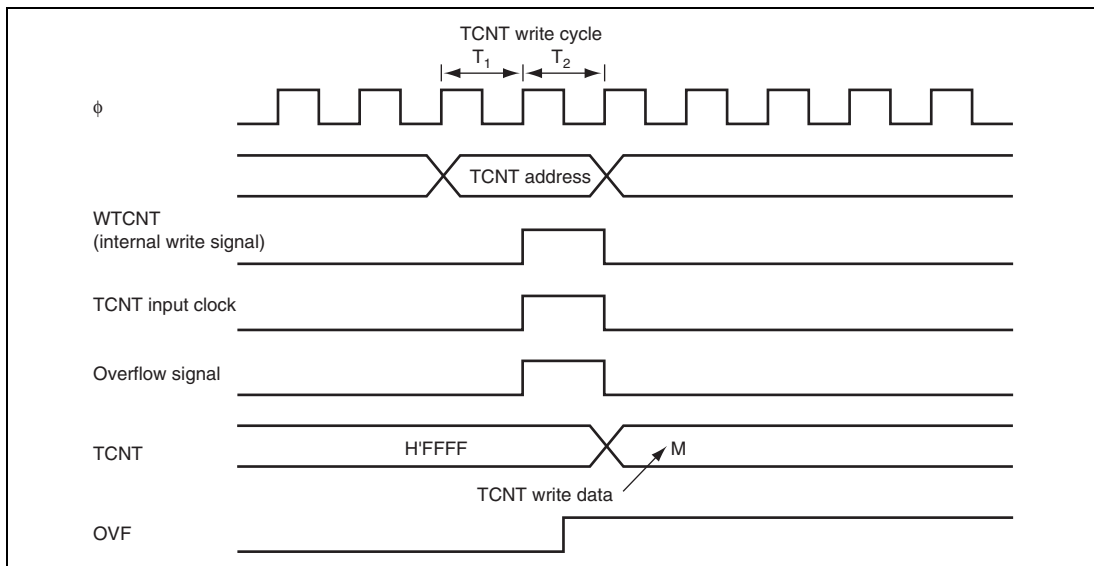 TCNT write cycle
T1 T2
φ
TCNT address
WTCNT
(internal write signal)
TCNT input clock
Overflow signal
TCNT H'FFFF M
TCNT write data
OVF